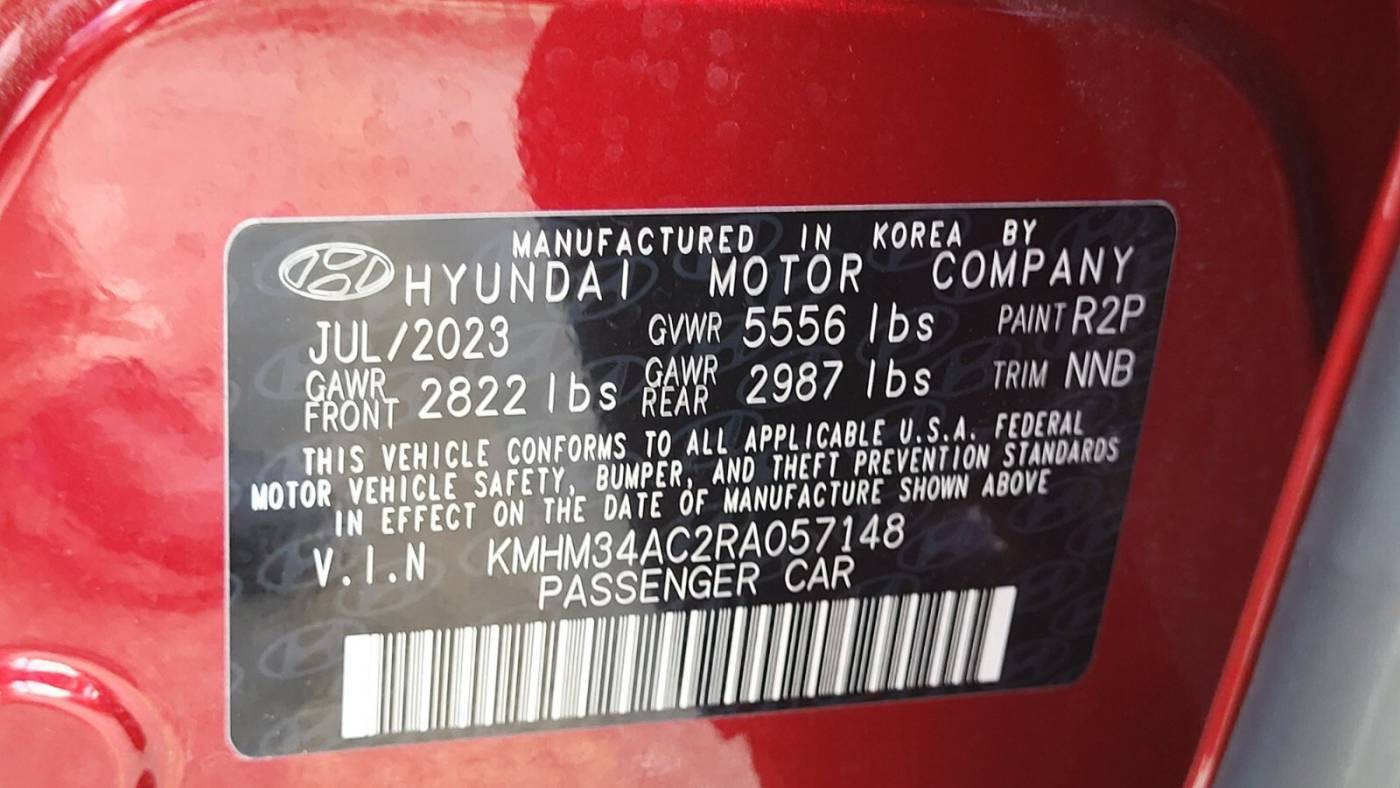 MANUFACTURED IN KOREA BY
HYUNDAI MOTOR COMPANY
JUL/2023 GVWR 5556 lbs PAINT R2P
GAWR FRONT 2822 lbs GAWR REAR 2987 lbs TRIM NNB
THIS VEHICLE CONFORMS TO ALL APPLICABLE U.S.A. FEDERAL
MOTOR VEHICLE SAFETY, BUMPER, AND THEFT PREVENTION STANDARDS
IN EFFECT ON THE DATE OF MANUFACTURE SHOWN ABOVE
V.I.N KMHM34AC2RA057148
PASSENGER CAR